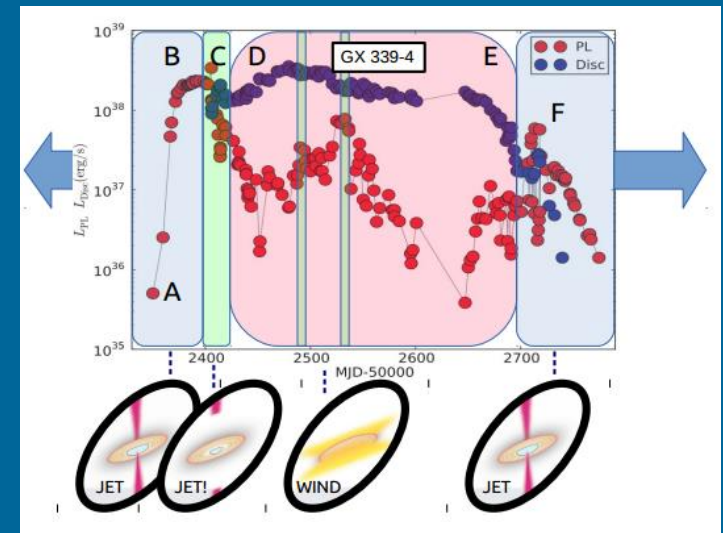 10³⁹
B C D GX 339-4 E
PL
Disc
10³⁸
F
L_PL L_Disc(erg/s)
10³⁷
10³⁶
A
10³⁵
2400 2500 2600 2700
MJD-50000
JET JET! WIND JET